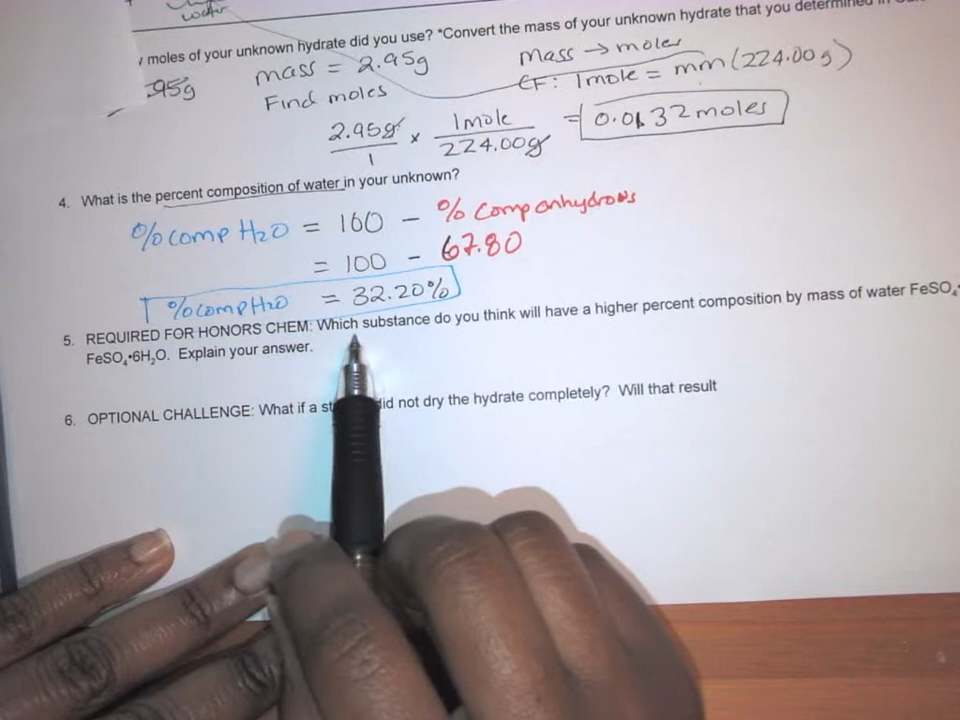 water
moles of your unknown hydrate did you use? *Convert the mass of your unknown hydrate that you determined in
.95g mass = 2.95g Mass → moles
Find moles CF: 1mole = mm (224.00g)
2.95g/1 × 1mole/224.00g = 0.0132 moles
4. What is the percent composition of water in your unknown?
%comp H2O = 100 - % Comp anhydrous
= 100 - 67.80
%comp H2O = 32.20%
5. REQUIRED FOR HONORS CHEM: Which substance do you think will have a higher percent composition by mass of water FeSO₄•
FeSO₄•6H₂O. Explain your answer.
6. OPTIONAL CHALLENGE: What if a st did not dry the hydrate completely? Will that result